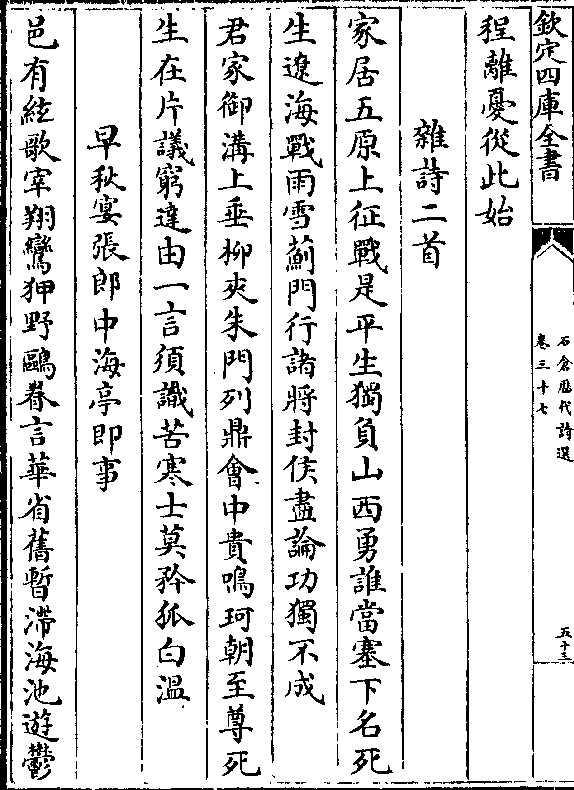 欽定四庫全書
石倉歴代詩選
卷三十七
五十三
程離憂從此始
雜詩二首
家居五原上征戰是平生獨負山西勇誰當塞下名死
生遼海戰雨雪薊門行諸將封侯盡論功獨不成
君家御溝上垂柳夾朱門列鼎會中貴鳴珂朝至尊死
生在片議窮達由一言須識苦寒士莫矜狐白温
早秋宴張郎中海亭即事
邑有絃歌宰翔鸞狎野鷗眷言華省舊暫滯海池遊鬱